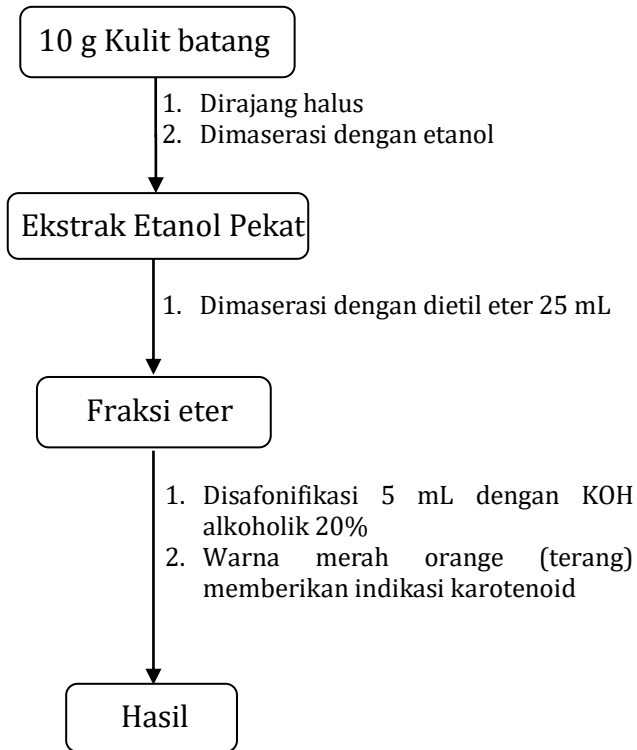 10 g Kulit batang
1. Dirajang halus
2. Dimaserasi dengan etanol
Ekstrak Etanol Pekat
1. Dimaserasi dengan dietil eter 25 mL
Fraksi eter
1. Disafonifikasi 5 mL dengan KOH
alkoholik 20%
2. Warna merah orange (terang)
memberikan indikasi karotenoid
Hasil